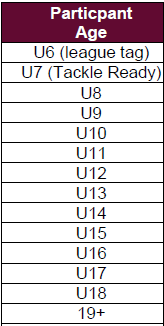 Particpant
Age
U6 (league tag)
U7 (Tackle Ready)
U8
U9
U10
U11
U12
U13
U14
U15
U16
U17
U18
19+